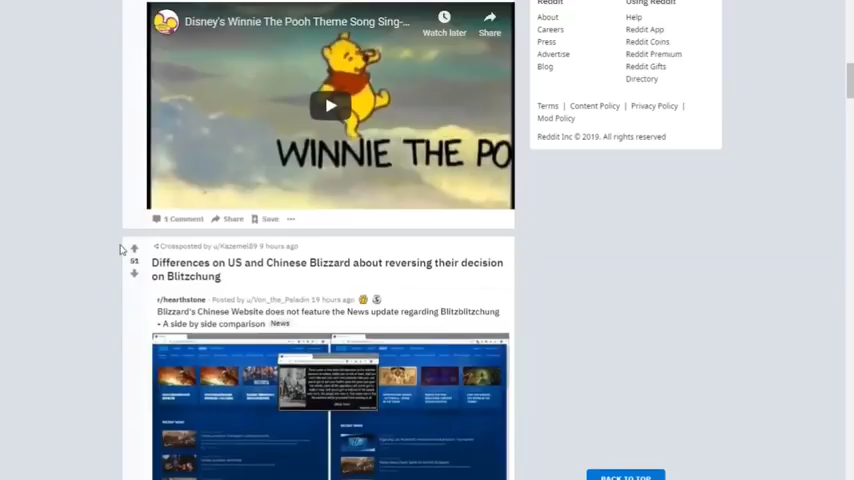 Disney's Winnie The Pooh Theme Song Sing-...
Watch later
Share
WINNIE THE PO
1 Comment Share Save ...
Crossposted by u/Kazemei89 9 hours ago
51
Differences on US and Chinese Blizzard about reversing their decision
on Blitzchung
r/hearthstone · Posted by u/Von_the_Paladin 19 hours ago
Blizzard's Chinese Website does not feature the News update regarding Blitzblitzchung
- A side by side comparison News
Reddit
Using Reddit
About
Careers
Press
Advertise
Blog
Help
Reddit App
Reddit Coins
Reddit Premium
Reddit Gifts
Directory
Terms | Content Policy | Privacy Policy |
Mod Policy
Reddit Inc © 2019. All rights reserved
BACK TO TOP